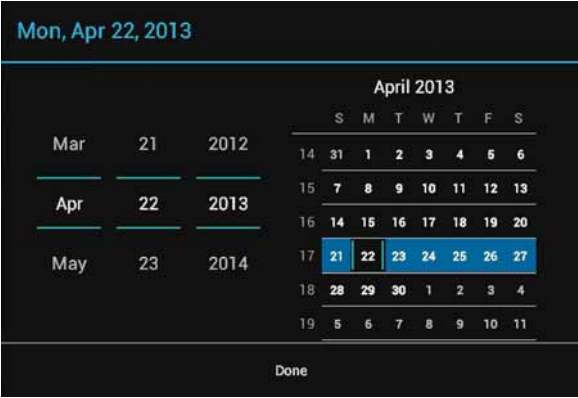 Mon, Apr 22, 2013
April 2013
S M T W T F S
Mar 21 2012
14 31 1 2 3 4 5 6
15 7 8 9 10 11 12 13
Apr 22 2013
16 14 15 16 17 18 19 20
17 21 22 23 24 25 26 27
May 23 2014
18 28 29 30 1 2 3 4
19 5 6 7 8 9 10 11
Done